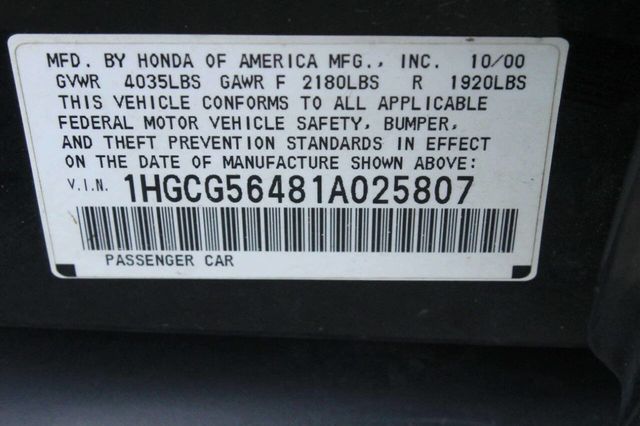 MFD. BY HONDA OF AMERICA MFG., INC. 10/00
GVWR 4035LBS GAWR F 2180LBS R 1920LBS
THIS VEHICLE CONFORMS TO ALL APPLICABLE
FEDERAL MOTOR VEHICLE SAFETY, BUMPER,
AND THEFT PREVENTION STANDARDS IN EFFECT
ON THE DATE OF MANUFACTURE SHOWN ABOVE:
V.I.N. 1HGCG56481A025807
PASSENGER CAR